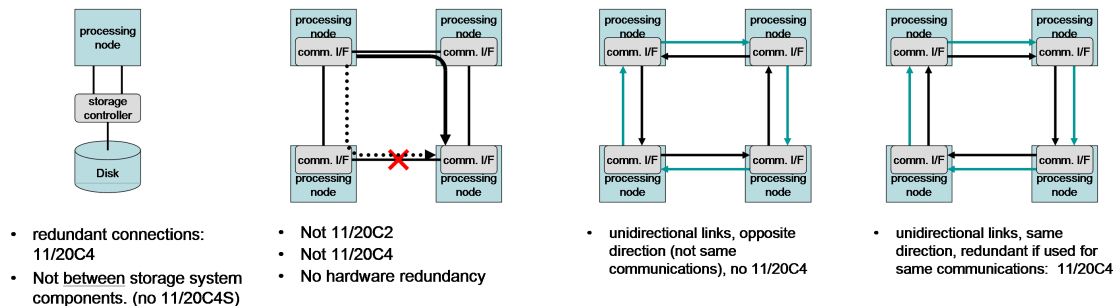 processing
node
storage
controller
Disk
• redundant connections:
11/20C4
• Not between storage system
components. (no 11/20C4S)
processing
node
comm. I/F
processing
node
comm. I/F
comm. I/F
processing
node
comm. I/F
processing
node
• Not 11/20C2
• Not 11/20C4
• No hardware redundancy
processing
node
comm. I/F
processing
node
comm. I/F
comm. I/F
processing
node
comm. I/F
processing
node
• unidirectional links, opposite
direction (not same
communications), no 11/20C4
processing
node
comm. I/F
processing
node
comm. I/F
comm. I/F
processing
node
comm. I/F
processing
node
• unidirectional links, same
direction, redundant if used for
same communications: 11/20C4